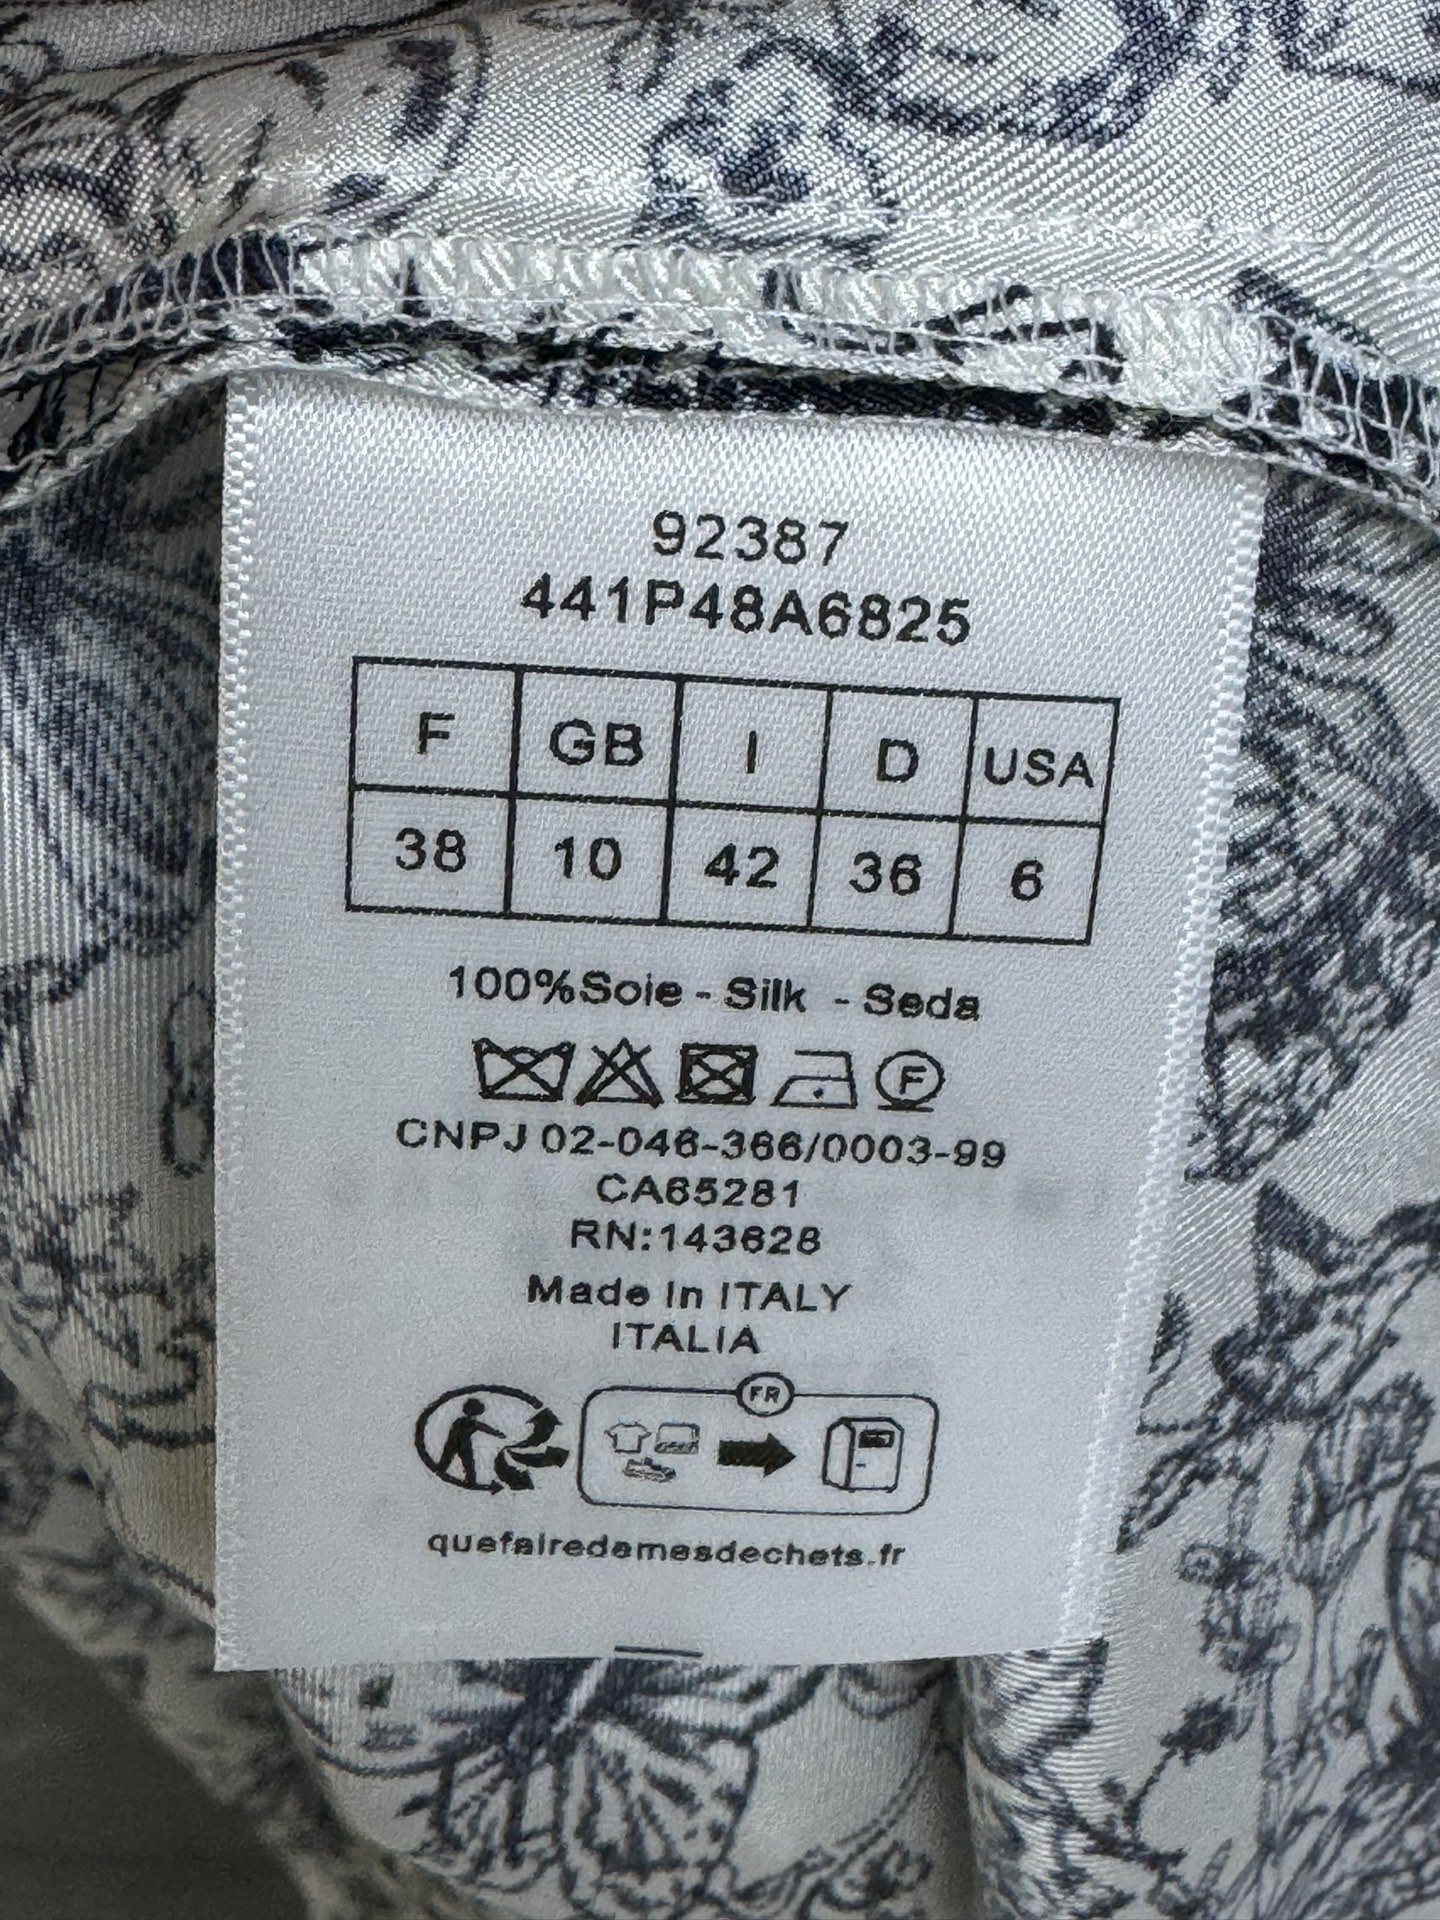 92387
441P48A6825
F GB I D USA
38 10 42 36 6
100%Soie - Silk - Seda
F
CNPJ 02-046-366/0003-99
CA65281
RN:143628
Made in ITALY
ITALIA
FR
quefairedemesdechets.fr